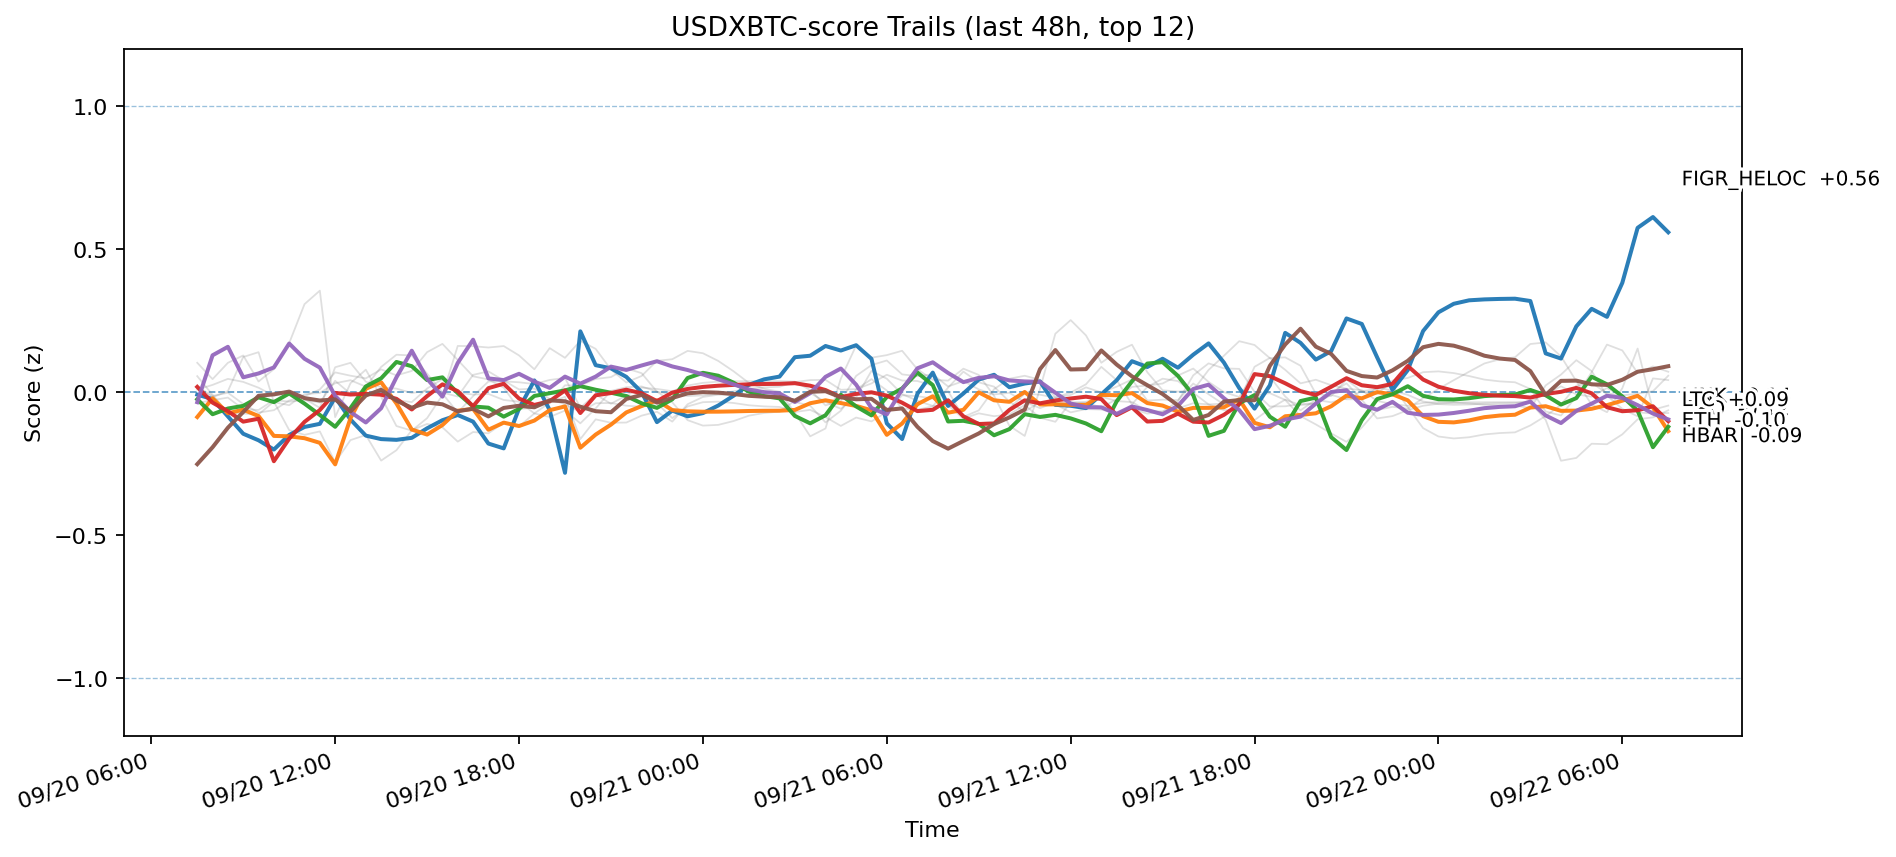 USDXBTC-score Trails (last 48h, top 12)
Score (z)
1.0
0.5
0.0
−0.5
−1.0
FIGR_HELOC +0.56
LTC +0.09
ETH -0.10
HBAR -0.09
09/20 06:00
09/20 12:00
09/20 18:00
09/21 00:00
09/21 06:00
09/21 12:00
09/21 18:00
09/22 00:00
09/22 06:00
Time